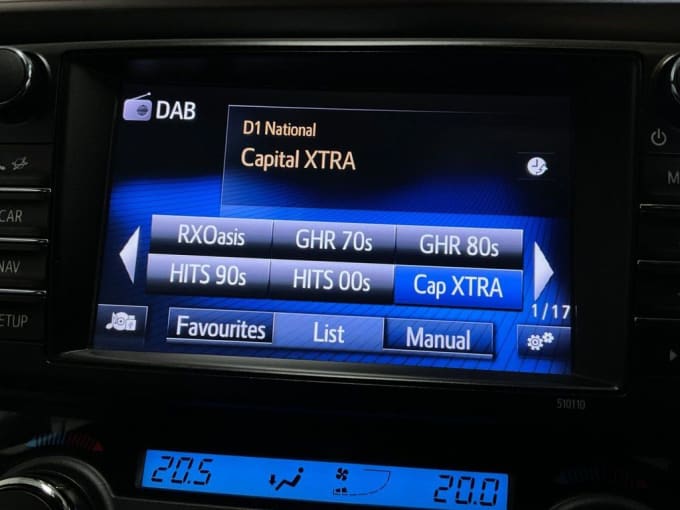 DAB
D1 National
Capital XTRA
RXOasis GHR 70s GHR 80s
HITS 90s HITS 00s Cap XTRA
1/17
Favourites List Manual
CAR
NAV
SETUP
M
510110
20.5 20.0